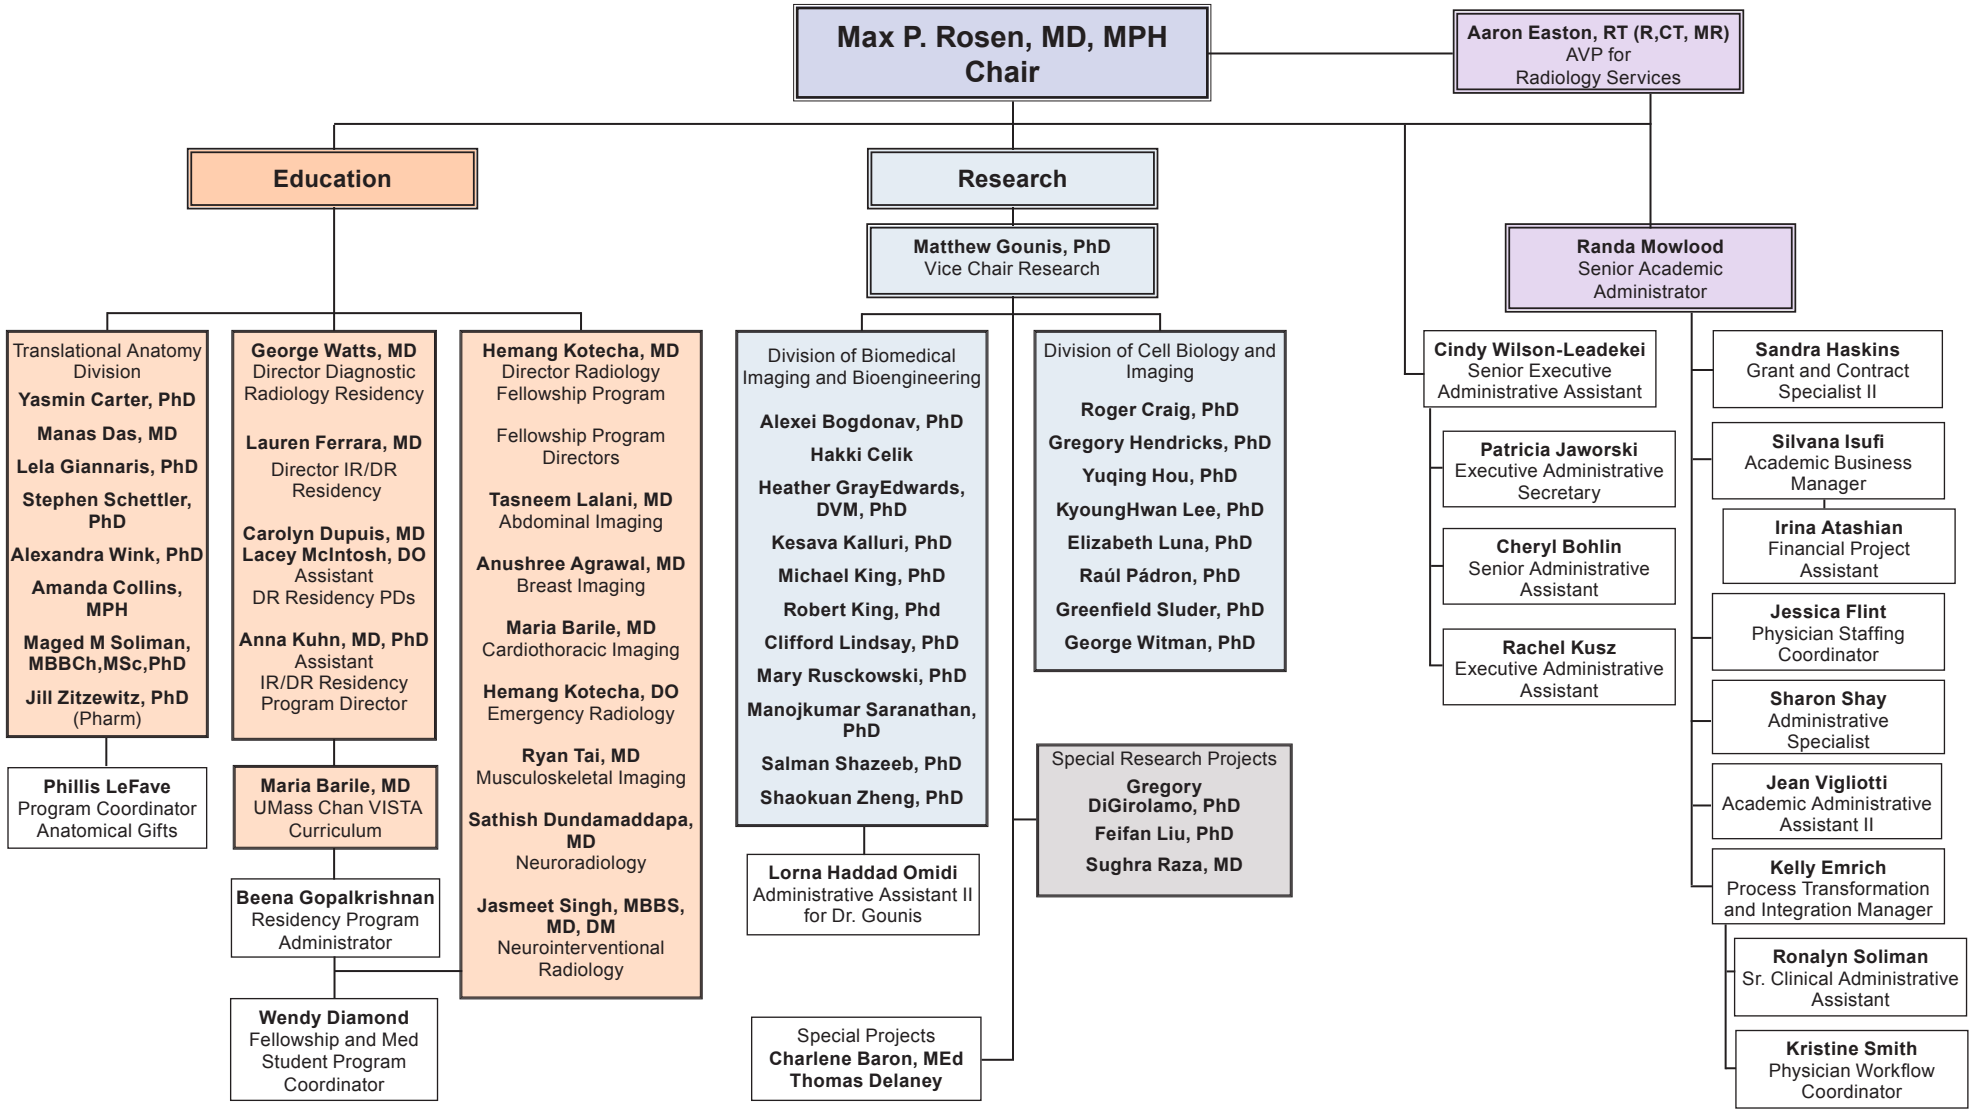 Max P. Rosen, MD, MPH
Chair
Aaron Easton, RT (R,CT, MR)
AVP for
Radiology Services
Education
Research
Matthew Gounis, PhD
Vice Chair Research
Randa Mowlood
Senior Academic
Administrator
Translational Anatomy
Division
Yasmin Carter, PhD
Manas Das, MD
Lela Giannaris, PhD
Stephen Schettler,
PhD
Alexandra Wink, PhD
Amanda Collins,
MPH
Maged M Soliman,
MBBCh,MSc,PhD
Jill Zitzewitz, PhD
(Pharm)
Phillis LeFave
Program Coordinator
Anatomical Gifts
George Watts, MD
Director Diagnostic
Radiology Residency
Lauren Ferrara, MD
Director IR/DR
Residency
Carolyn Dupuis, MD
Lacey McIntosh, DO
Assistant
DR Residency PDs
Anna Kuhn, MD, PhD
Assistant
IR/DR Residency
Program Director
Maria Barile, MD
UMass Chan VISTA
Curriculum
Beena Gopalkrishnan
Residency Program
Administrator
Wendy Diamond
Fellowship and Med
Student Program
Coordinator
Hemang Kotecha, MD
Director Radiology
Fellowship Program
Fellowship Program
Directors
Tasneem Lalani, MD
Abdominal Imaging
Anushree Agrawal, MD
Breast Imaging
Maria Barile, MD
Cardiothoracic Imaging
Hemang Kotecha, DO
Emergency Radiology
Ryan Tai, MD
Musculoskeletal Imaging
Sathish Dundamaddapa,
MD
Neuroradiology
Jasmeet Singh, MBBS,
MD, DM
Neurointerventional
Radiology
Division of Biomedical
Imaging and Bioengineering
Alexei Bogdonav, PhD
Hakki Celik
Heather GrayEdwards,
DVM, PhD
Kesava Kalluri, PhD
Michael King, PhD
Robert King, Phd
Clifford Lindsay, PhD
Mary Rusckowski, PhD
Manojkumar Saranathan,
PhD
Salman Shazeeb, PhD
Shaokuan Zheng, PhD
Lorna Haddad Omidi
Administrative Assistant II
for Dr. Gounis
Special Projects
Charlene Baron, MEd
Thomas Delaney
Division of Cell Biology and
Imaging
Roger Craig, PhD
Gregory Hendricks, PhD
Yuqing Hou, PhD
KyoungHwan Lee, PhD
Elizabeth Luna, PhD
Raúl Pádron, PhD
Greenfield Sluder, PhD
George Witman, PhD
Special Research Projects
Gregory
DiGirolamo, PhD
Feifan Liu, PhD
Sughra Raza, MD
Cindy Wilson-Leadekei
Senior Executive
Administrative Assistant
Patricia Jaworski
Executive Administrative
Secretary
Cheryl Bohlin
Senior Administrative
Assistant
Rachel Kusz
Executive Administrative
Assistant
Sandra Haskins
Grant and Contract
Specialist II
Silvana Isufi
Academic Business
Manager
Irina Atashian
Financial Project
Assistant
Jessica Flint
Physician Staffing
Coordinator
Sharon Shay
Administrative
Specialist
Jean Vigliotti
Academic Administrative
Assistant II
Kelly Emrich
Process Transformation
and Integration Manager
Ronalyn Soliman
Sr. Clinical Administrative
Assistant
Kristine Smith
Physician Workflow
Coordinator